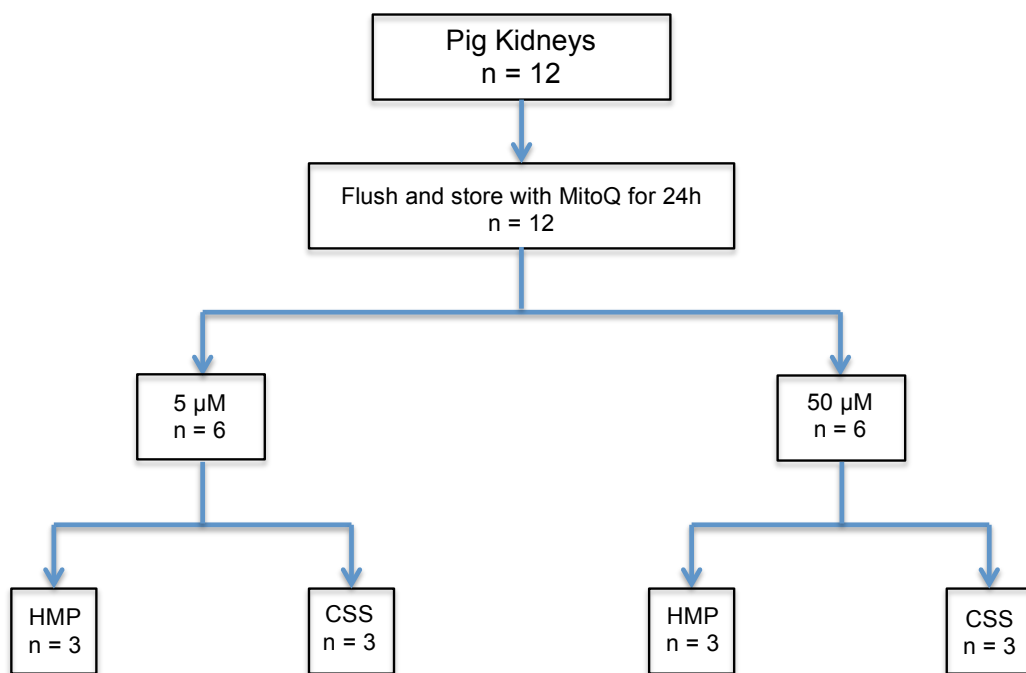 Pig Kidneys
n = 12
Flush and store with MitoQ for 24h
n = 12
5 µM
n = 6
50 µM
n = 6
HMP
n = 3
CSS
n = 3
HMP
n = 3
CSS
n = 3